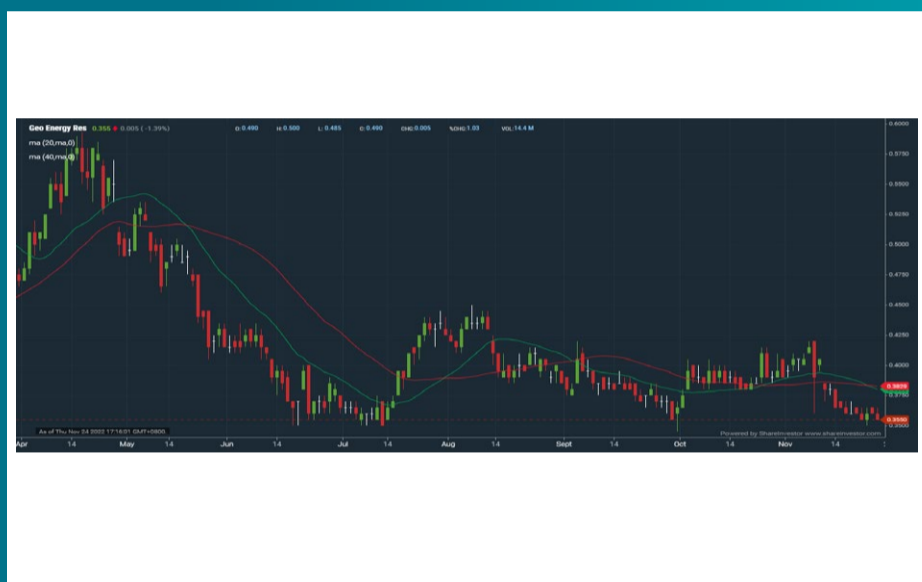 Geo Energy Res 0.355 0.005 (-1.39%) O:0.490 H:0.500 L:0.485 C:0.490 CHG:0.005 %CHG:1.03 VOL:14.4 M
ma (20,ma,0)
ma (40,ma,0)
0.6000
0.5750
0.5500
0.5250
0.5000
0.4750
0.4500
0.4250
0.4000
0.3750
0.3500
As of Thu Nov 24 2022 17:16:01 GMT+0800.
Powered by ShareInvestor www.shareinvestor.com
Apr 14 May 14 Jun 14 Jul 14 Aug 14 Sept 14 Oct 14 Nov 14